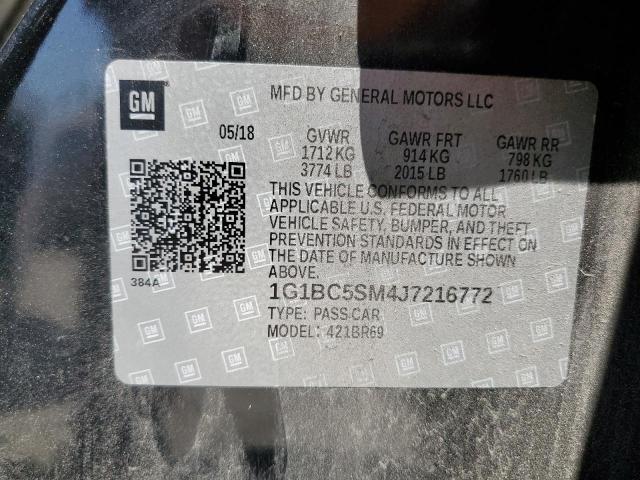 GM
MFD BY GENERAL MOTORS LLC
05/18 GVWR GAWR FRT GAWR RR
1712 KG 914 KG 798 KG
3774 LB 2015 LB 1760 LB
THIS VEHICLE CONFORMS TO ALL
APPLICABLE U.S. FEDERAL MOTOR
VEHICLE SAFETY, BUMPER, AND THEFT
PREVENTION STANDARDS IN EFFECT ON
THE DATE OF MANUFACTURE SHOWN
ABOVE.
384A
1G1BC5SM4J7216772
TYPE: PASS CAR
MODEL: 421BR69